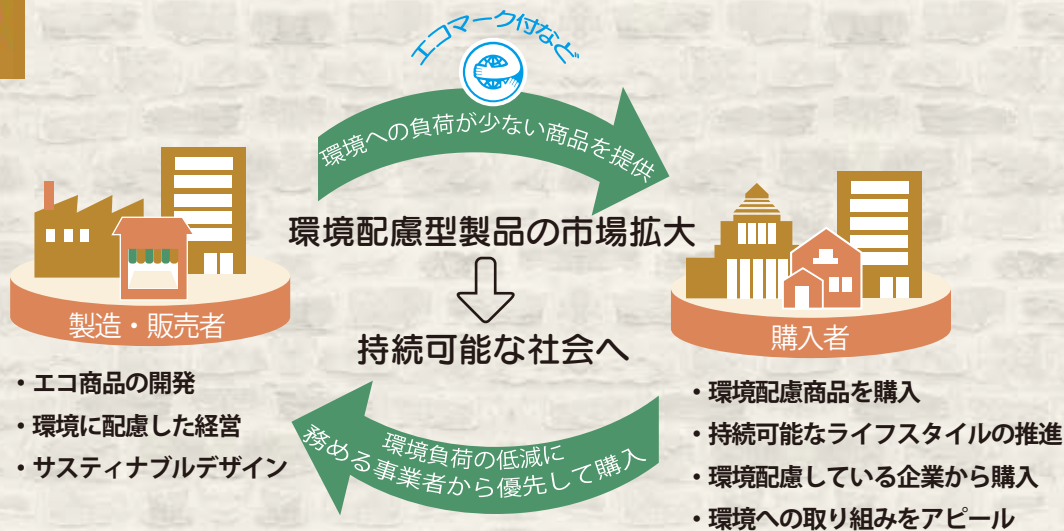 エコマーク付など
環境への負荷が少ない商品を提供
環境配慮型製品の市場拡大
持続可能な社会へ
製造・販売者
・エコ商品の開発
・環境に配慮した経営
・サスティナブルデザイン
購入者
・環境配慮商品を購入
・持続可能なライフスタイルの推進
・環境配慮している企業から購入
・環境への取り組みをアピール
環境負荷の低減に
務める事業者から優先して購入